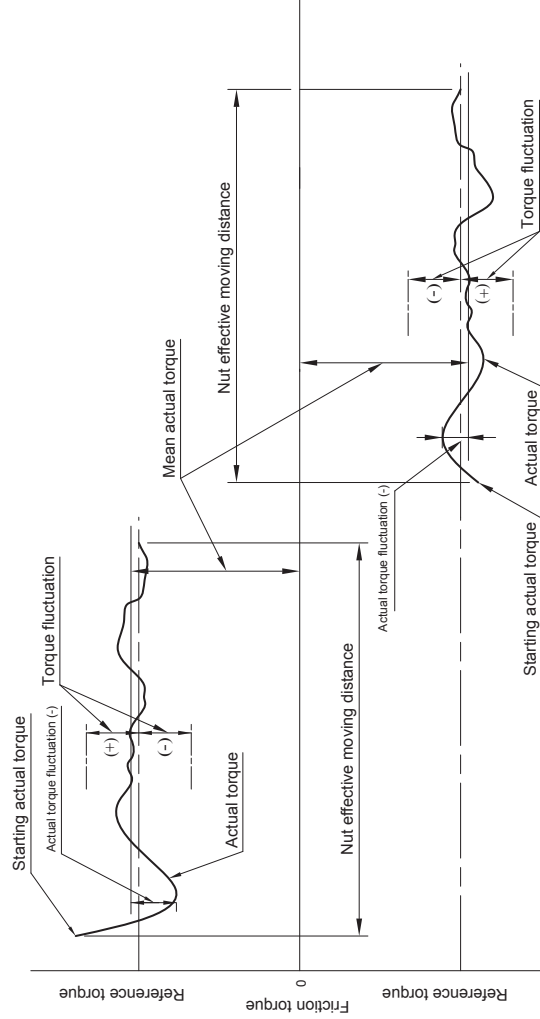 Reference torque
0
Friction torque
Reference torque
Starting actual torque
Actual torque fluctuation (-)
Torque fluctuation
(+)
(-)
Actual torque
Nut effective moving distance
Mean actual torque
Nut effective moving distance
Actual torque fluctuation (-)
(-)
(+)
Torque fluctuation
Starting actual torque
Actual torque